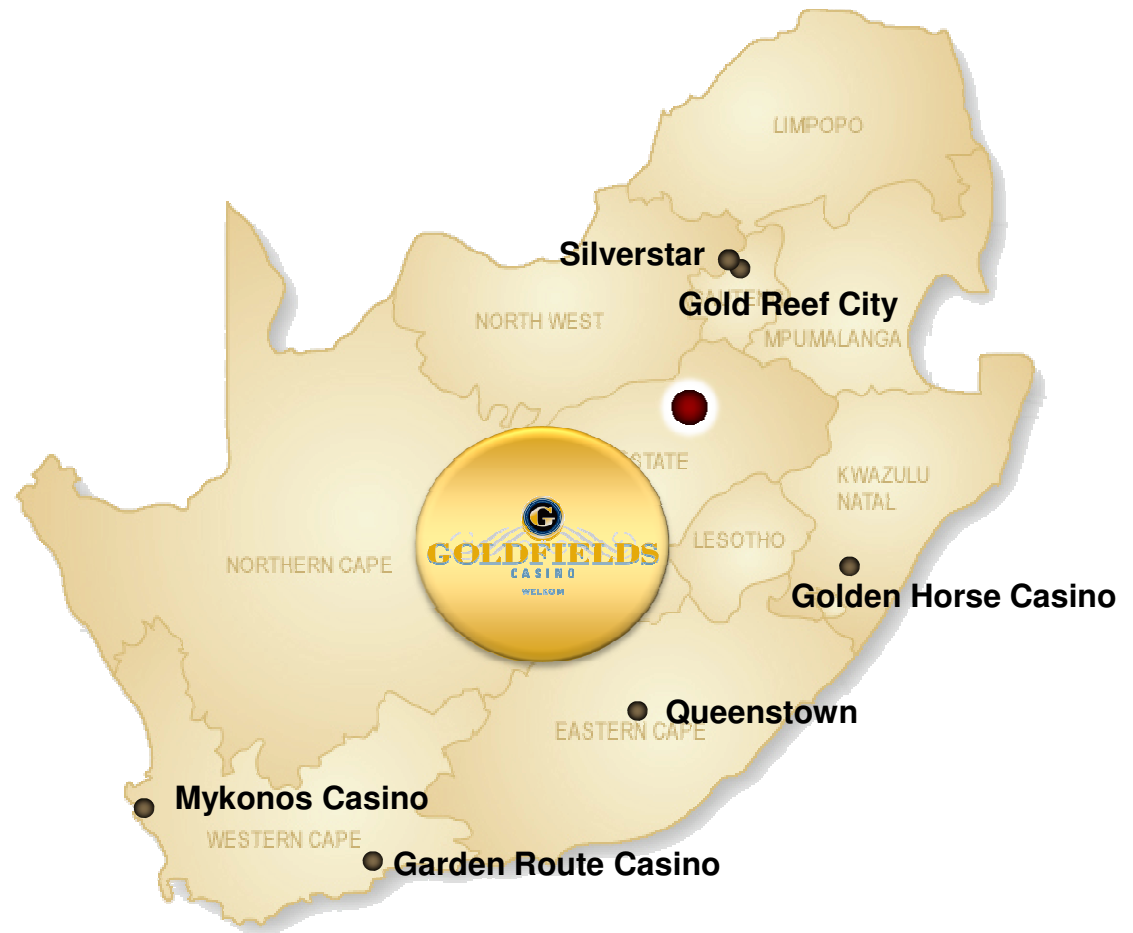 LIMPOPO
Silverstar
Gold Reef City
NORTH WEST
MPUMALANGA
STATE
KWAZULU
NATAL
LESOTHO
G
GOLDFIELDS
CASINO
WELKOM
NORTHERN CAPE
Golden Horse Casino
Queenstown
EASTERN CAPE
Mykonos Casino
WESTERN CAPE
Garden Route Casino